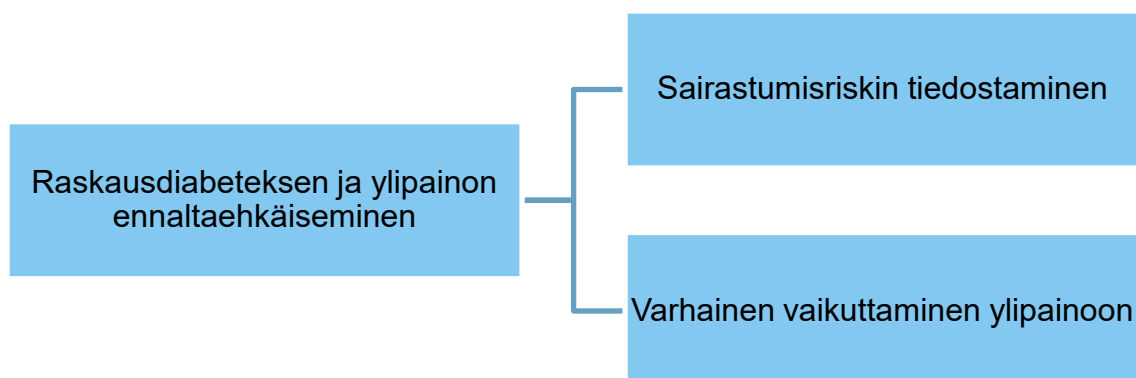 Raskausdiabeteksen ja ylipainon
ennaltaehkäiseminen
Sairastumisriskin tiedostaminen
Varhainen vaikuttaminen ylipainoon